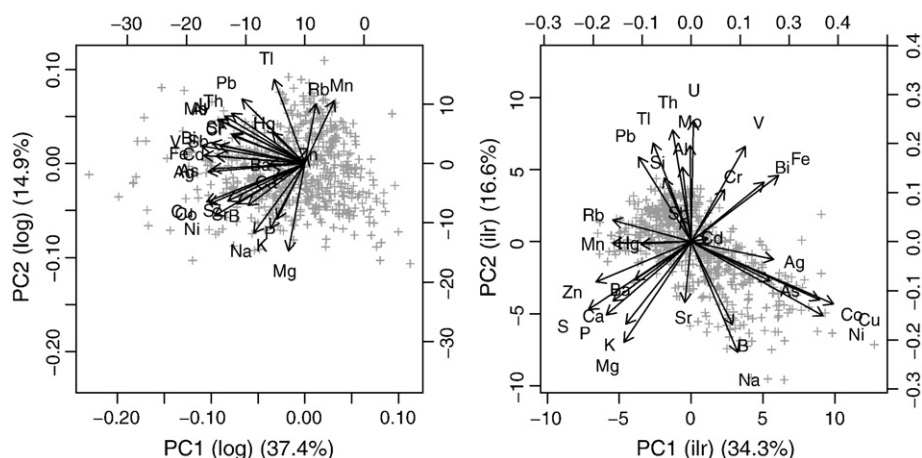 −30 −20 −10 0
Tl
Pb
Th
Rb Mn
Hg
V
Sb
Fe
Cd
Zn
Ba
Ca
Ni
Sr B
P
Na K
Mg
0.10
0.00
−0.10
−0.20
10
0
−10
−20
−30
−0.20 −0.10 0.00 0.10
PC2 (log) (14.9%)
PC1 (log) (37.4%)
−0.3 −0.2 −0.1 0.0 0.1 0.2 0.3 0.4
U
Th
Tl Mo V
Pb
Al
Si Bi Fe
Cr
Rb
Mn Hg Cd
Ag
Zn Ba As
Ca Sr Co Cu
S P Ni
K B
Mg
Na
10
5
0
−5
−10
0.4
0.3
0.2
0.1
0.0
−0.1
−0.2
−0.3
−10 −5 0 5 10
PC2 (ilr) (16.6%)
PC1 (ilr) (34.3%)